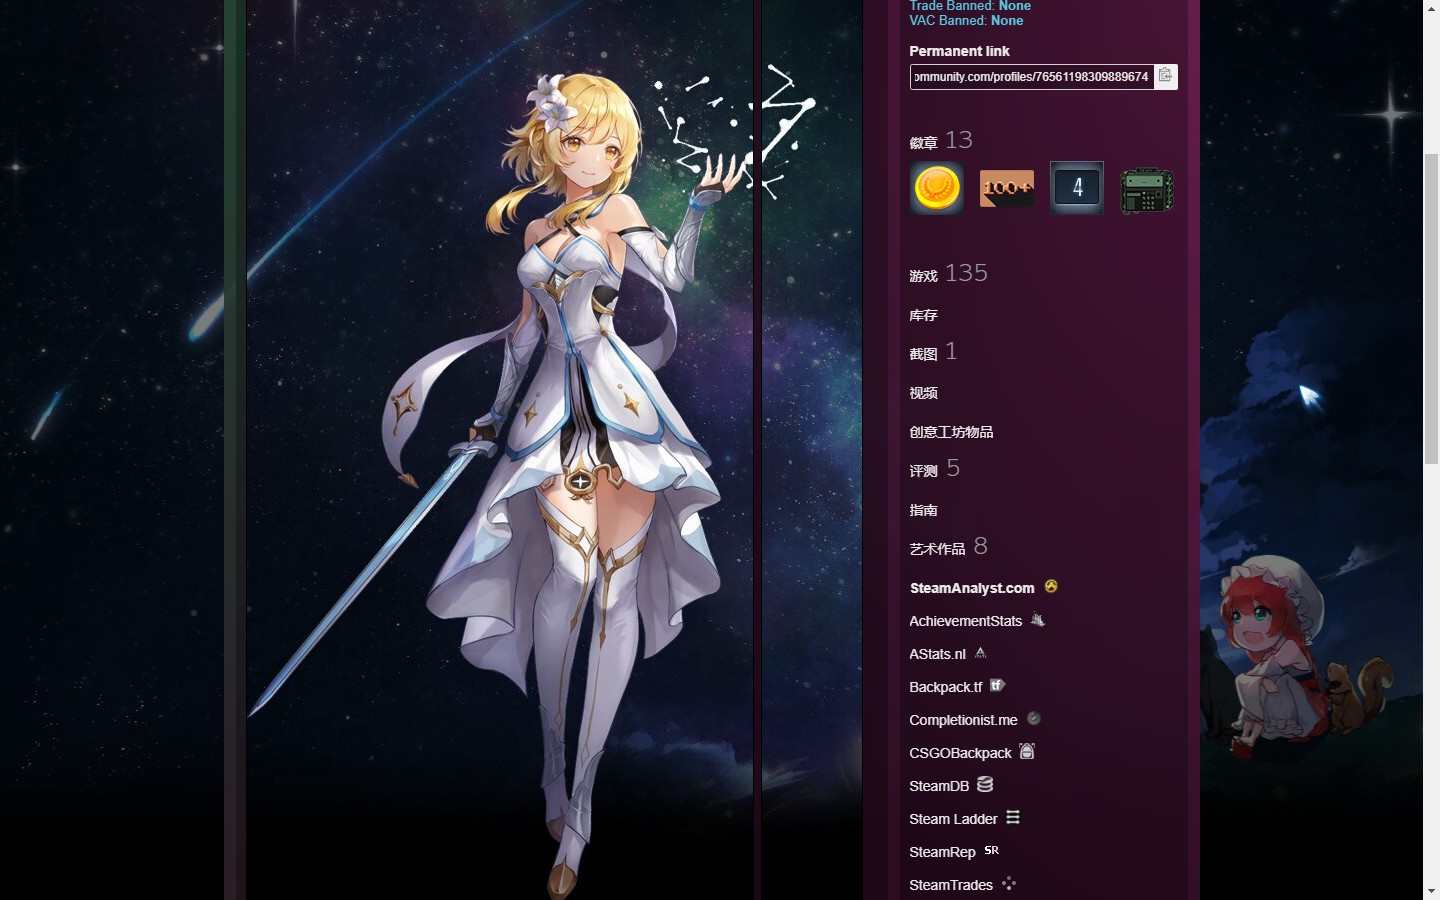 Trade Banned: None
VAC Banned: None
Permanent link
ommunity.com/profiles/76561198309889674
徽章 13
100+
4
游戏 135
库存
截图 1
视频
创意工坊物品
评测 5
指南
艺术作品 8
SteamAnalyst.com
AchievementStats
AStats.nl
Backpack.tf tf
Completionist.me
CSGOBackpack
SteamDB
Steam Ladder
SteamRep SR
SteamTrades